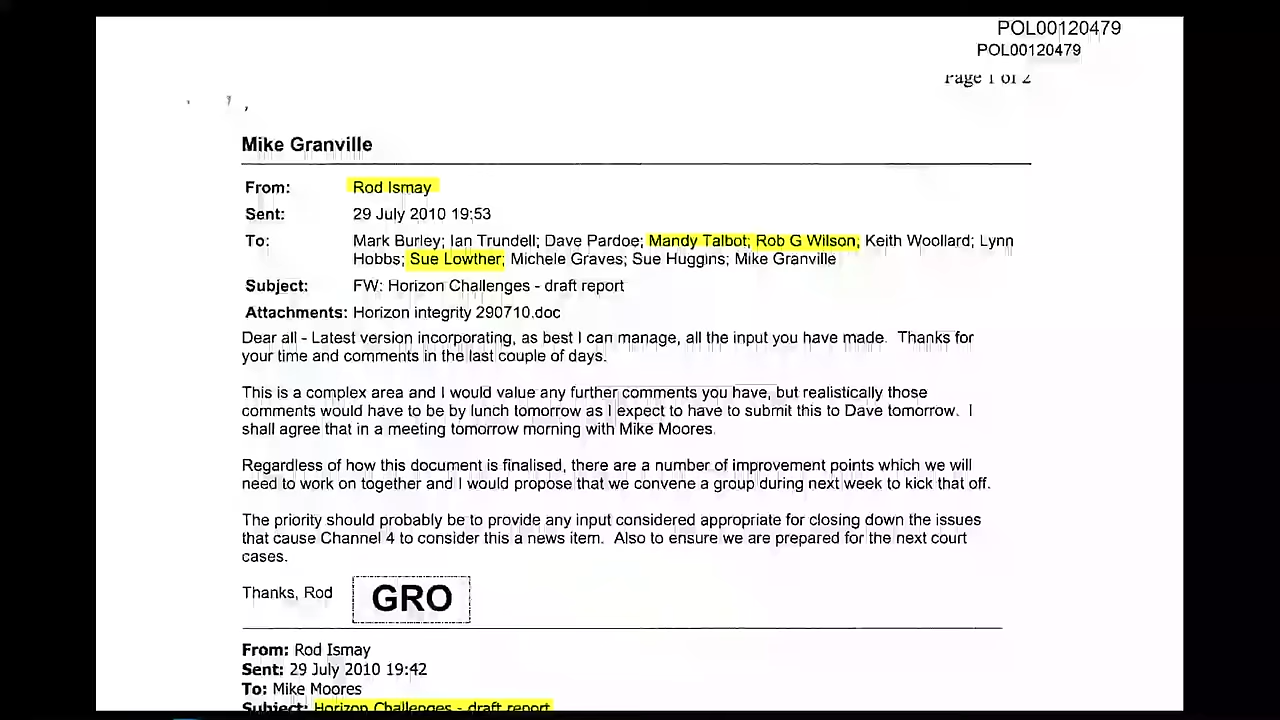 POL00120479
POL00120479
Page 1 of 2
Mike Granville
From: Rod Ismay
Sent: 29 July 2010 19:53
To: Mark Burley; Ian Trundell; Dave Pardoe; Mandy Talbot; Rob G Wilson; Keith Woollard; Lynn
Hobbs; Sue Lowther; Michele Graves; Sue Huggins; Mike Granville
Subject: FW: Horizon Challenges - draft report
Attachments: Horizon integrity 290710.doc
Dear all - Latest version incorporating, as best I can manage, all the input you have made. Thanks for
your time and comments in the last couple of days.
This is a complex area and I would value any further comments you have, but realistically those
comments would have to be by lunch tomorrow as I expect to have to submit this to Dave tomorrow. I
shall agree that in a meeting tomorrow morning with Mike Moores.
Regardless of how this document is finalised, there are a number of improvement points which we will
need to work on together and I would propose that we convene a group during next week to kick that off.
The priority should probably be to provide any input considered appropriate for closing down the issues
that cause Channel 4 to consider this a news item. Also to ensure we are prepared for the next court
cases.
Thanks, Rod GRO
From: Rod Ismay
Sent: 29 July 2010 19:42
To: Mike Moores
Subject: Horizon Challenges - draft report